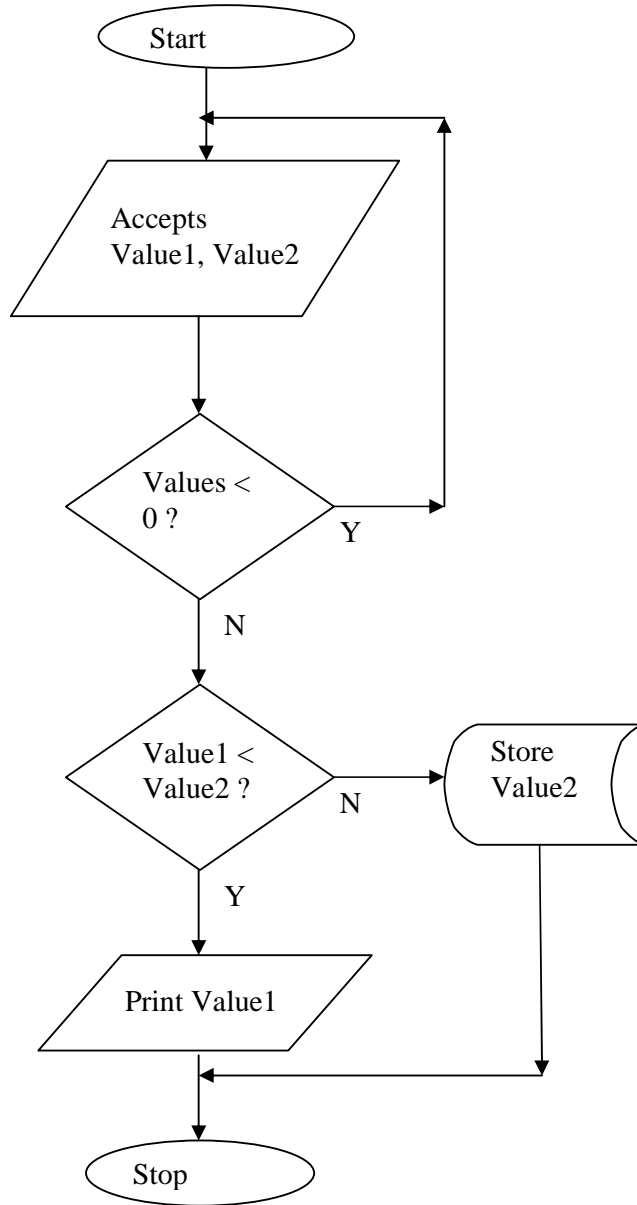 Start
Accepts
Value1, Value2
Values <
0 ?
Y
N
Value1 <
Value2 ?
N
Store
Value2
Y
Print Value1
Stop